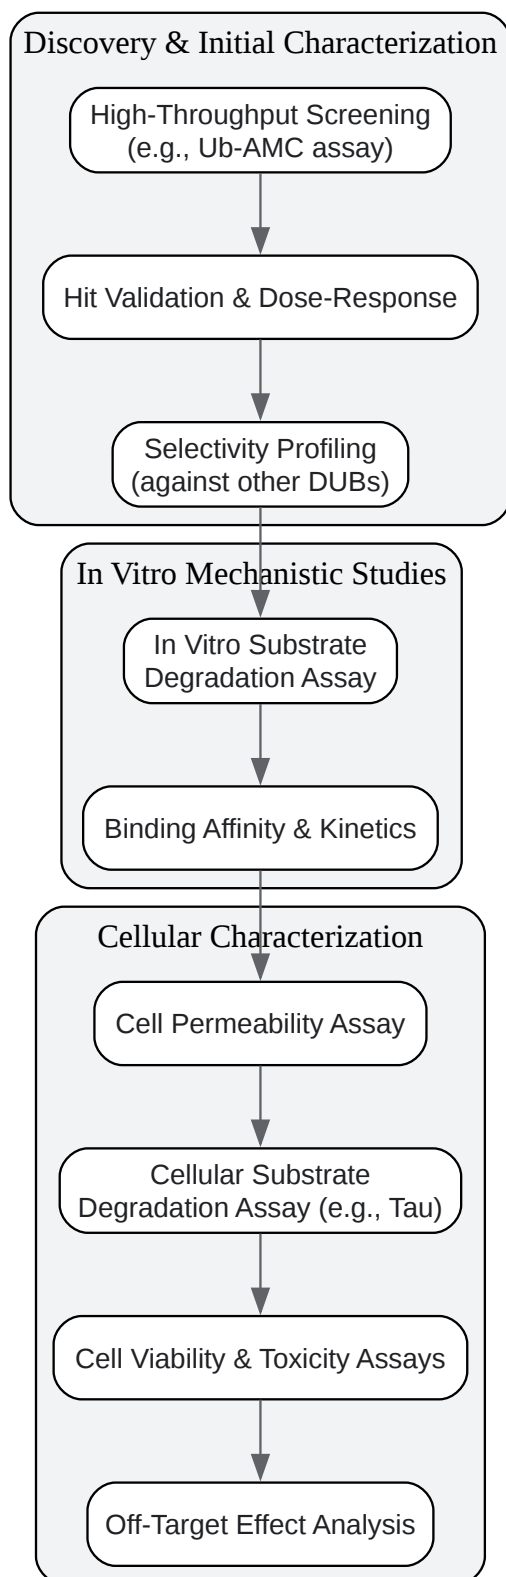 Discovery & Initial Characterization
High-Throughput Screening
(e.g., Ub-AMC assay)
Hit Validation & Dose-Response
Selectivity Profiling
(against other DUBs)
In Vitro Mechanistic Studies
In Vitro Substrate
Degradation Assay
Binding Affinity & Kinetics
Cellular Characterization
Cell Permeability Assay
Cellular Substrate
Degradation Assay (e.g., Tau)
Cell Viability & Toxicity Assays
Off-Target Effect Analysis